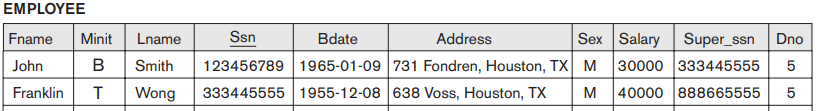 EMPLOYEE
Fname Minit Lname Ssn Bdate Address Sex Salary Super_ssn Dno
John B Smith 123456789 1965-01-09 731 Fondren, Houston, TX M 30000 333445555 5
Franklin T Wong 333445555 1955-12-08 638 Voss, Houston, TX M 40000 888665555 5